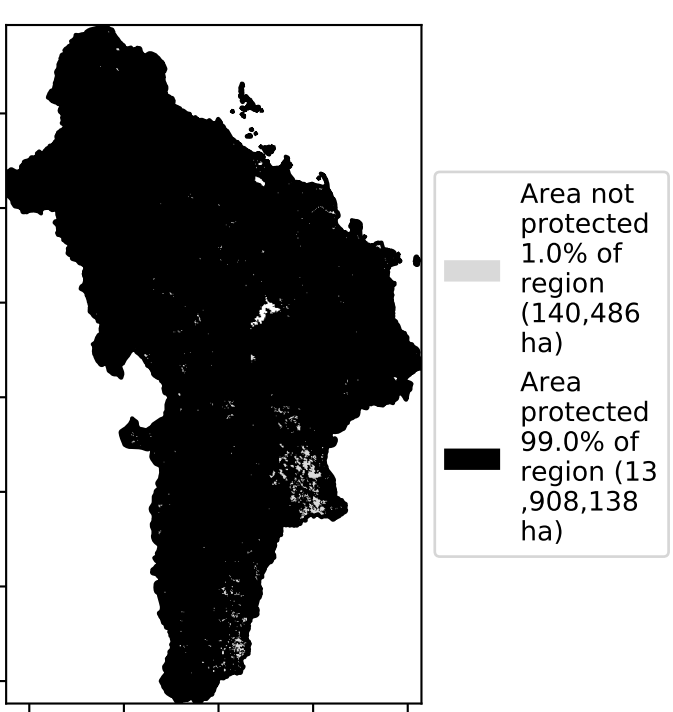 Area not
protected
1.0% of
region
(140,486
ha)
Area
protected
99.0% of
region (13
,908,138
ha)